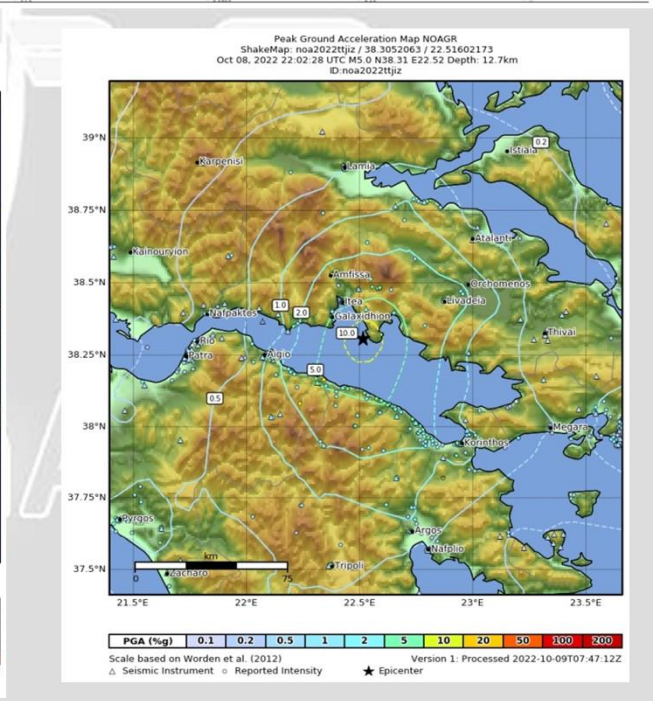 Peak Ground Acceleration Map NOAGR
ShakeMap: noa2022ttjiz / 38.3052063 / 22.51602173
Oct 08, 2022 22:02:28 UTC M5.0 N38.31 E22.52 Depth: 12.7km
ID:noa2022ttjiz
39°N
0.2
Istiaia
Karpenisi
Lamia
38.75°N
Atalanti
Kainouryion
38.5°N
Amfissa
Orchomenos
Itea
Livadeia
1.0
2.0
Nafpaktos
Galaxidhion
10.0
Thivai
Rio
38.25°N
Patra
Aigio
5.0
0.5
38°N
Megara
Korinthos
37.75°N
Pyrgos
Argos
Nafplio
37.5°N
km
0
75
Tripoli
Zacharo
21.5°E
22°E
22.5°E
23°E
23.5°E
PGA (%g) 0.1 0.2 0.5 1 2 5 10 20 50 100 200
Scale based on Worden et al. (2012)
Version 1: Processed 2022-10-09T07:47:12Z
△ Seismic Instrument ○ Reported Intensity ★ Epicenter